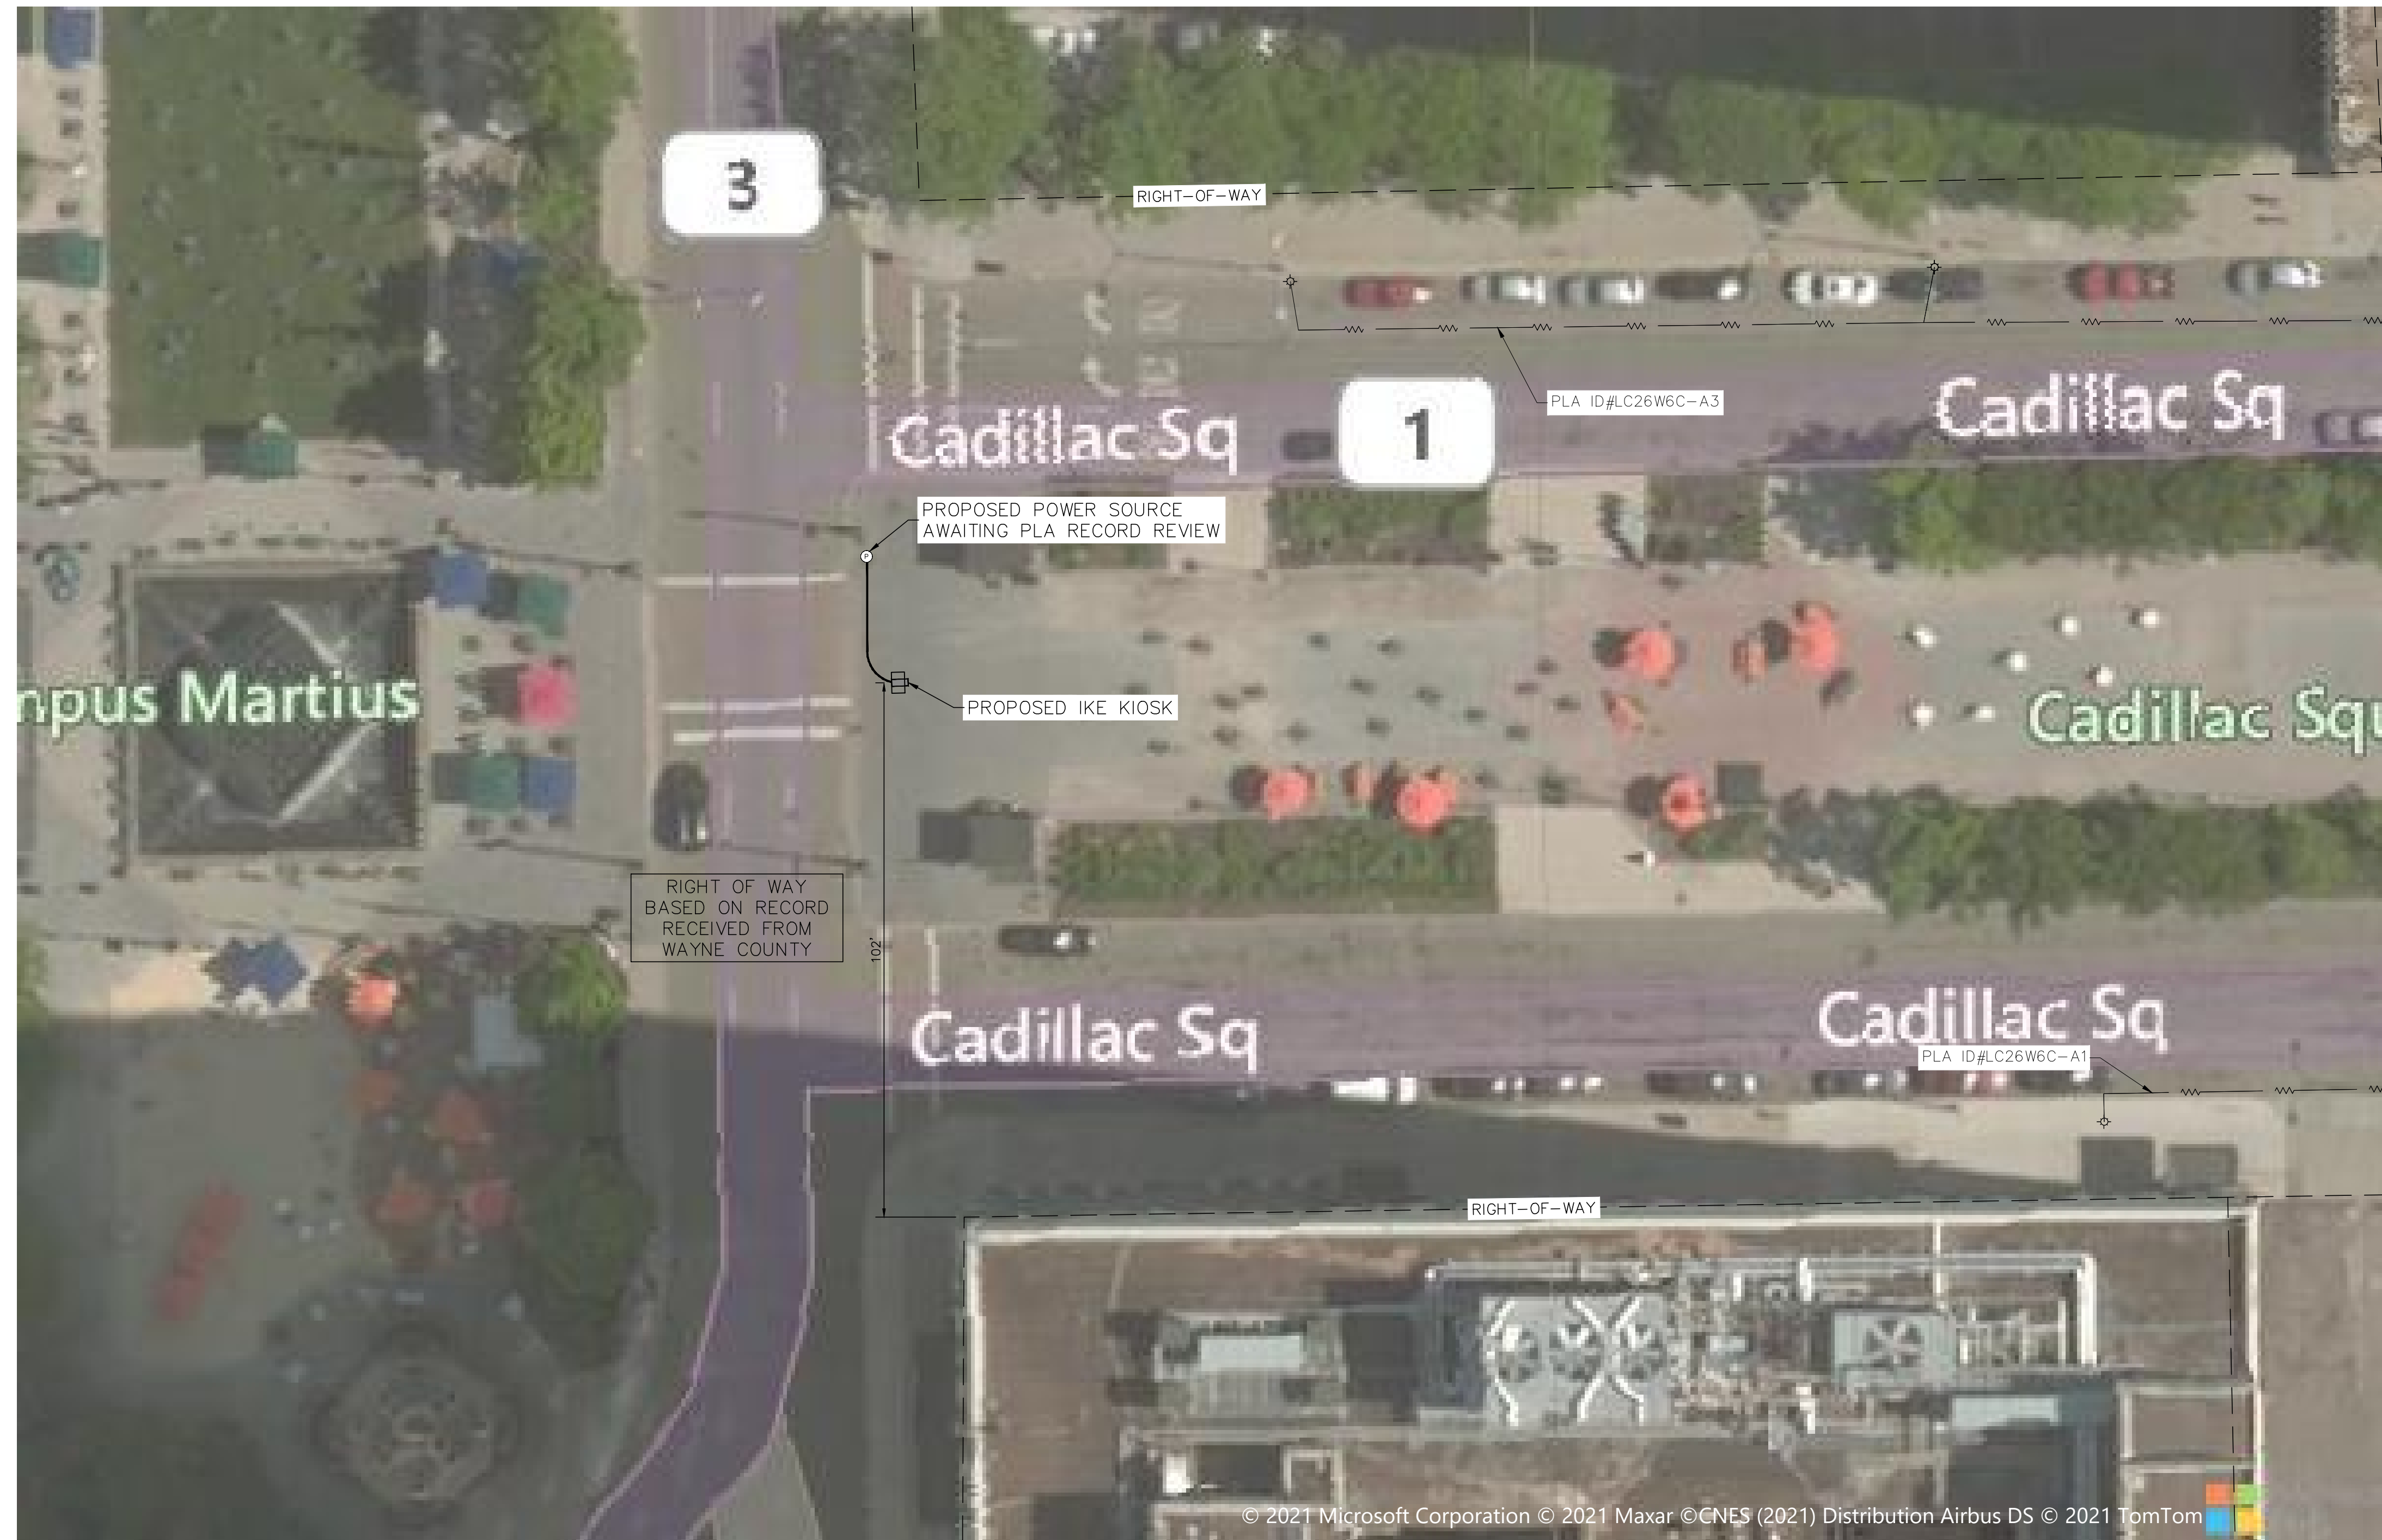 3
RIGHT-OF-WAY
PLA ID#LC26W6C-A3
Cadillac Sq
1
Cadillac Sq
PROPOSED POWER SOURCE
AWAITING PLA RECORD REVIEW
P
PROPOSED IKE KIOSK
mpus Martius
Cadillac Squ
RIGHT OF WAY
BASED ON RECORD
RECEIVED FROM
WAYNE COUNTY
102'
Cadillac Sq
Cadillac Sq
PLA ID#LC26W6C-A1
RIGHT-OF-WAY
© 2021 Microsoft Corporation © 2021 Maxar ©CNES (2021) Distribution Airbus DS © 2021 TomTom